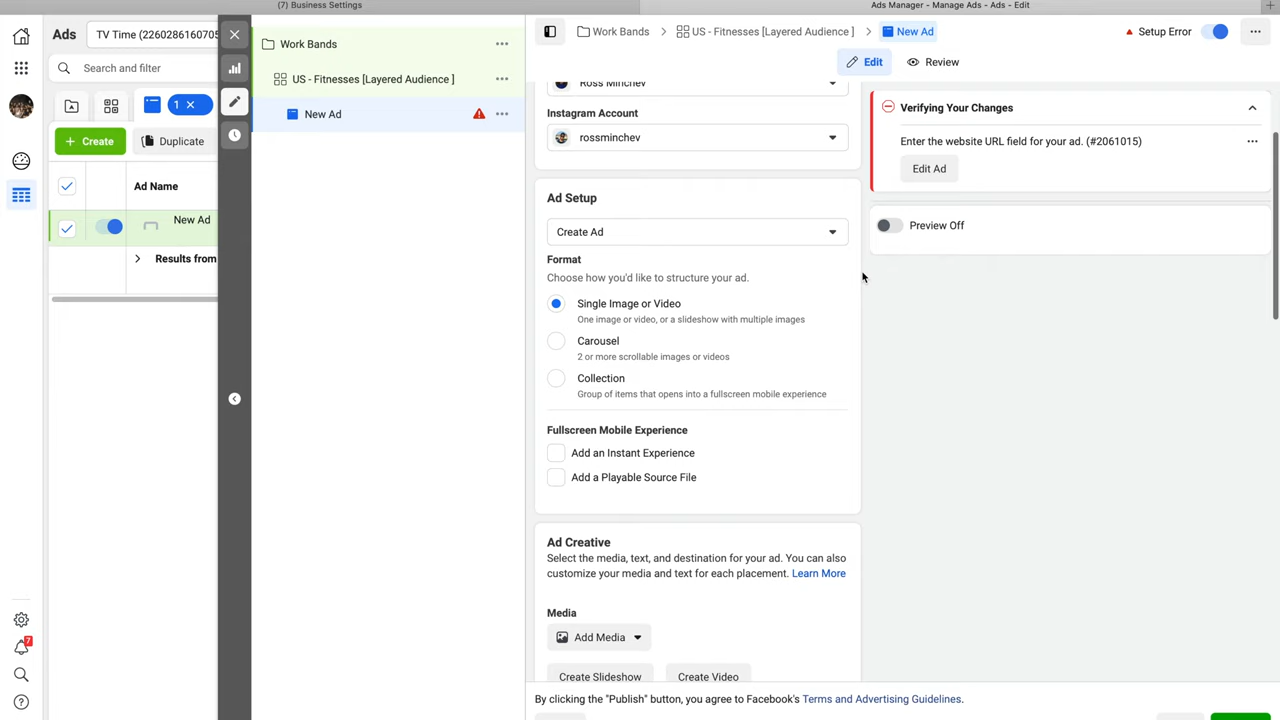 (7) Business Settings
Ads Manager - Manage Ads - Ads - Edit
Ads
TV Time (2260286160705
Search and filter
1
Create
Duplicate
Ad Name
New Ad
Results from
Work Bands
US - Fitnesses [Layered Audience ]
New Ad
7
Work Bands
US - Fitnesses [Layered Audience ]
New Ad
Setup Error
Edit
Review
Ross Minchev
Instagram Account
rossminchev
Ad Setup
Create Ad
Format
Choose how you'd like to structure your ad.
Single Image or Video
One image or video, or a slideshow with multiple images
Carousel
2 or more scrollable images or videos
Collection
Group of items that opens into a fullscreen mobile experience
Fullscreen Mobile Experience
Add an Instant Experience
Add a Playable Source File
Ad Creative
Select the media, text, and destination for your ad. You can also
customize your media and text for each placement. Learn More
Media
Add Media
Create Slideshow
Create Video
Verifying Your Changes
Enter the website URL field for your ad. (#2061015)
Edit Ad
Preview Off
By clicking the "Publish" button, you agree to Facebook's Terms and Advertising Guidelines.